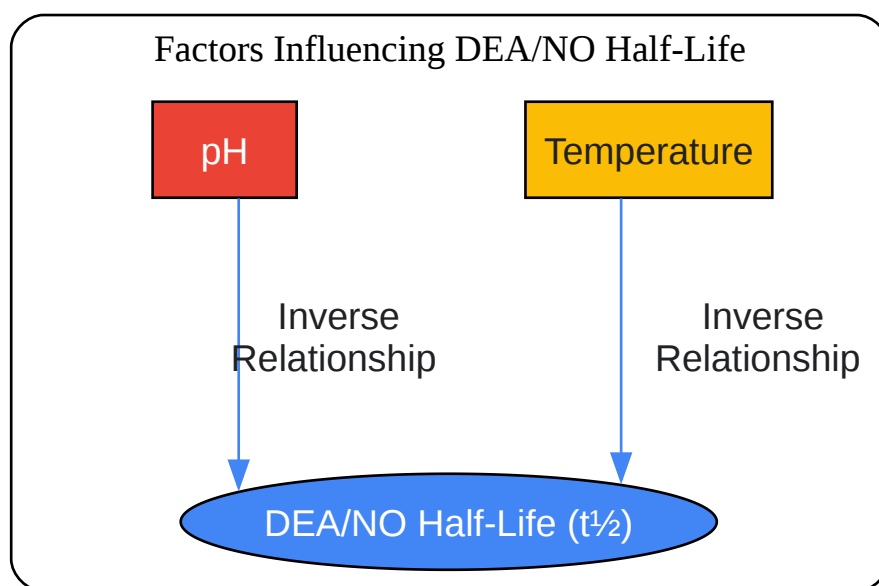 Factors Influencing DEA/NO Half-Life
pH
Temperature
Inverse
Relationship
Inverse
Relationship
DEA/NO Half-Life (t½)